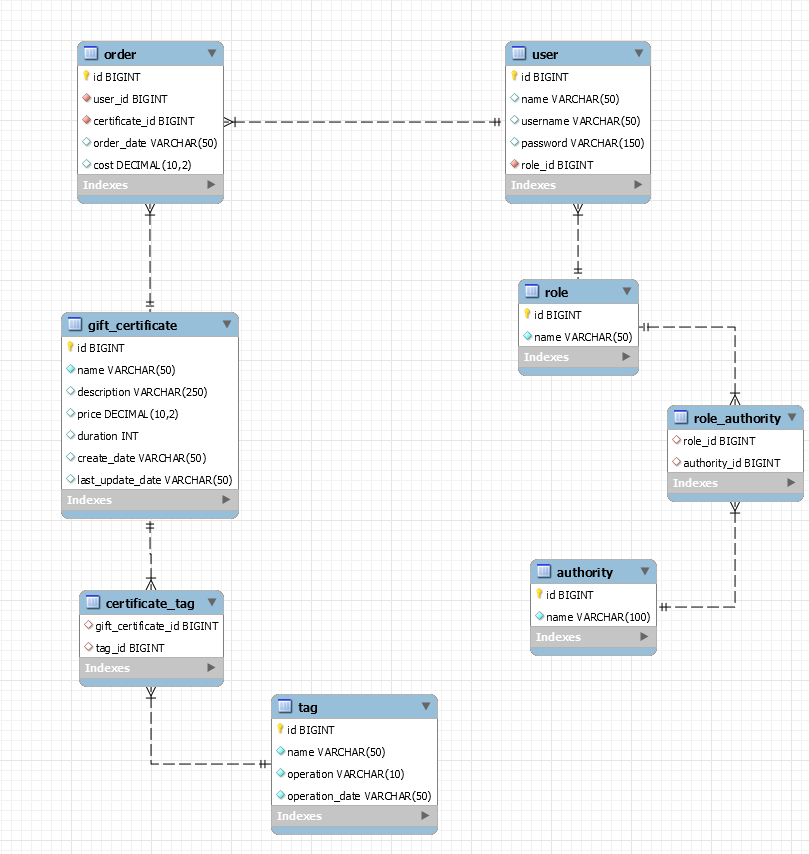 order
id BIGINT
user_id BIGINT
certificate_id BIGINT
order_date VARCHAR(50)
cost DECIMAL(10,2)
Indexes
user
id BIGINT
name VARCHAR(50)
username VARCHAR(50)
password VARCHAR(150)
role_id BIGINT
Indexes
role
id BIGINT
name VARCHAR(50)
Indexes
gift_certificate
id BIGINT
name VARCHAR(50)
description VARCHAR(250)
price DECIMAL(10,2)
duration INT
create_date VARCHAR(50)
last_update_date VARCHAR(50)
Indexes
role_authority
role_id BIGINT
authority_id BIGINT
Indexes
authority
id BIGINT
name VARCHAR(100)
Indexes
certificate_tag
gift_certificate_id BIGINT
tag_id BIGINT
Indexes
tag
id BIGINT
name VARCHAR(50)
operation VARCHAR(10)
operation_date VARCHAR(50)
Indexes